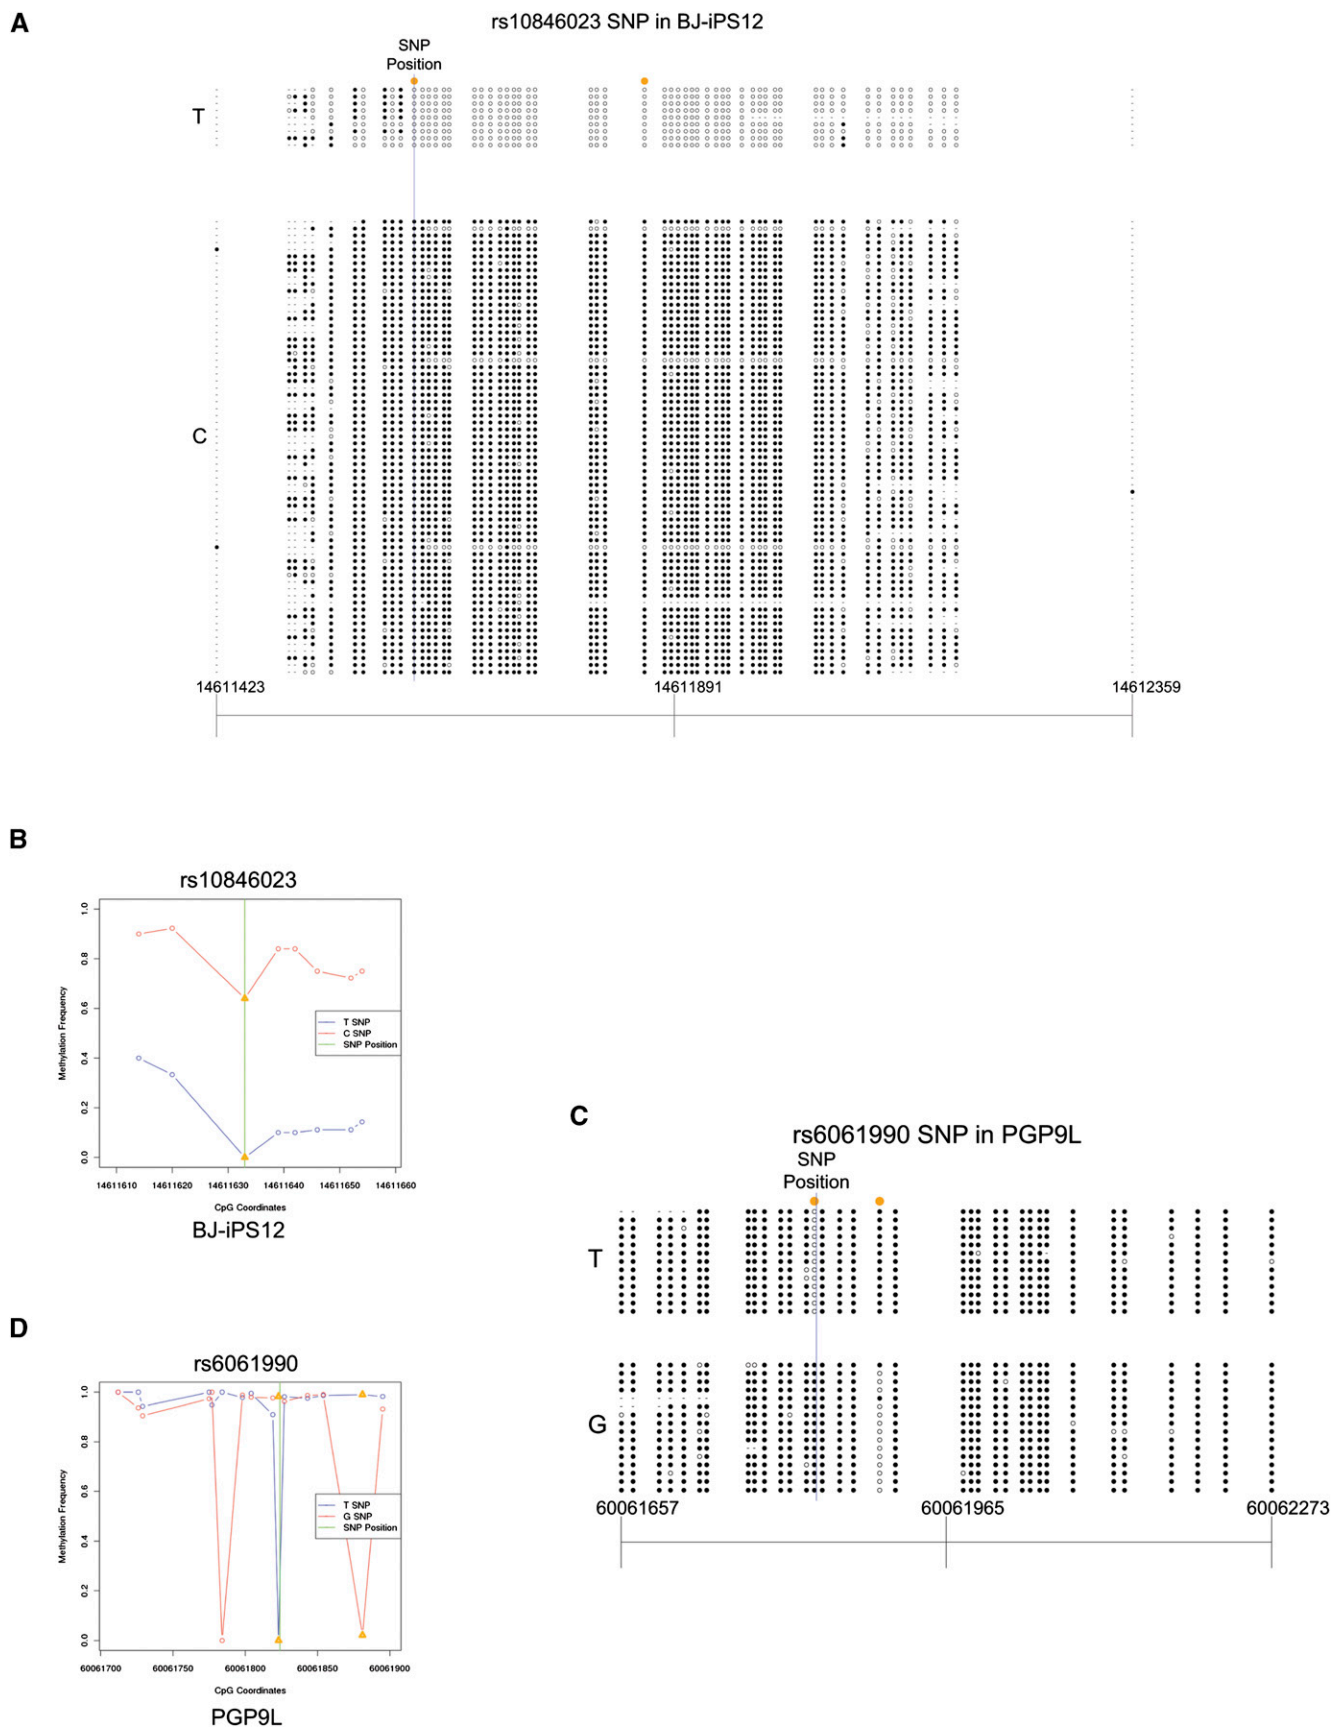 A
rs10846023 SNP in BJ-iPS12
SNP
Position
T
C
14611423
14611891
14612359
B
rs10846023
1.0
0.8
0.6
0.4
0.2
0.0
Methylation Frequency
T SNP
C SNP
SNP Position
14611610
14611620
14611630
14611640
14611650
14611660
CpG Coordinates
BJ-iPS12
C
rs6061990 SNP in PGP9L
SNP
Position
T
G
60061657
60061965
60062273
D
rs6061990
1.0
0.8
0.6
0.4
0.2
0.0
Methylation Frequency
T SNP
G SNP
SNP Position
60061700
60061750
60061800
60061850
60061900
CpG Coordinates
PGP9L